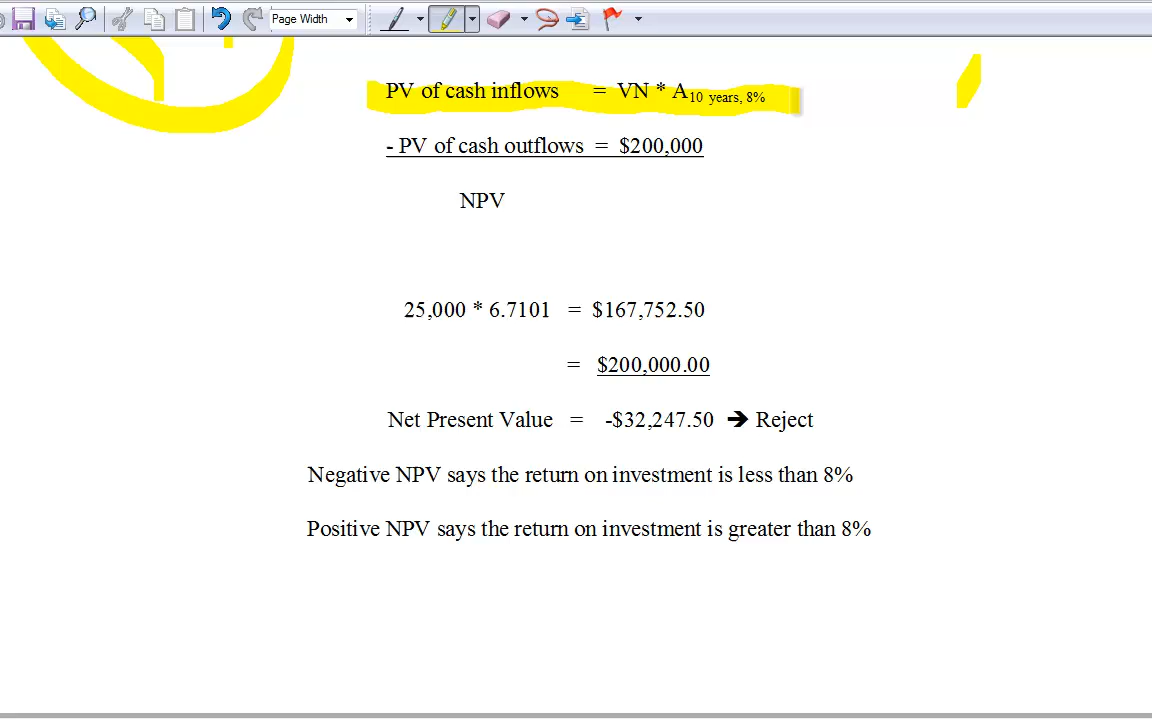 Page Width
PV of cash inflows = VN * A10 years, 8%
- PV of cash outflows = $200,000
NPV
25,000 * 6.7101 = $167,752.50
= $200,000.00
Net Present Value = -$32,247.50 ➔ Reject
Negative NPV says the return on investment is less than 8%
Positive NPV says the return on investment is greater than 8%